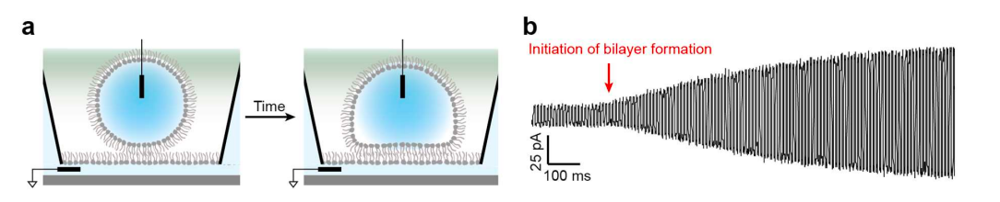 a
Time
b
Initiation of bilayer formation
25 pA
100 ms